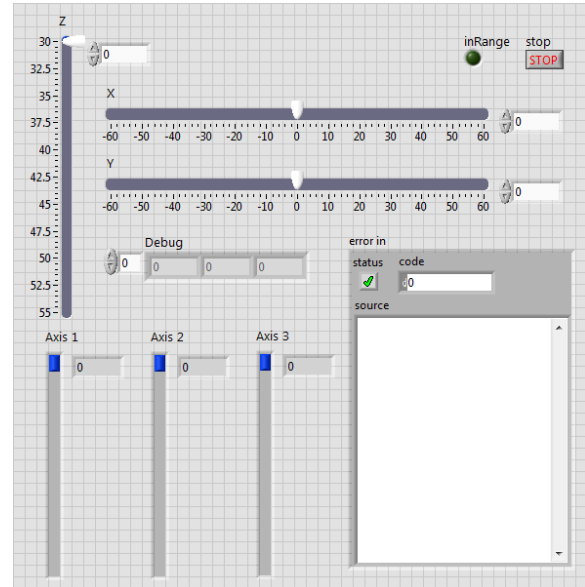 Z
30
0
inRange
stop
STOP
32.5
35
X
37.5
0
-60 -50 -40 -30 -20 -10 0 10 20 30 40 50 60
40
Y
42.5
0
45
-60 -50 -40 -30 -20 -10 0 10 20 30 40 50 60
47.5
Debug
error in
50
0
0 0 0
status code
52.5
0
55
source
Axis 1 Axis 2 Axis 3
0 0 0